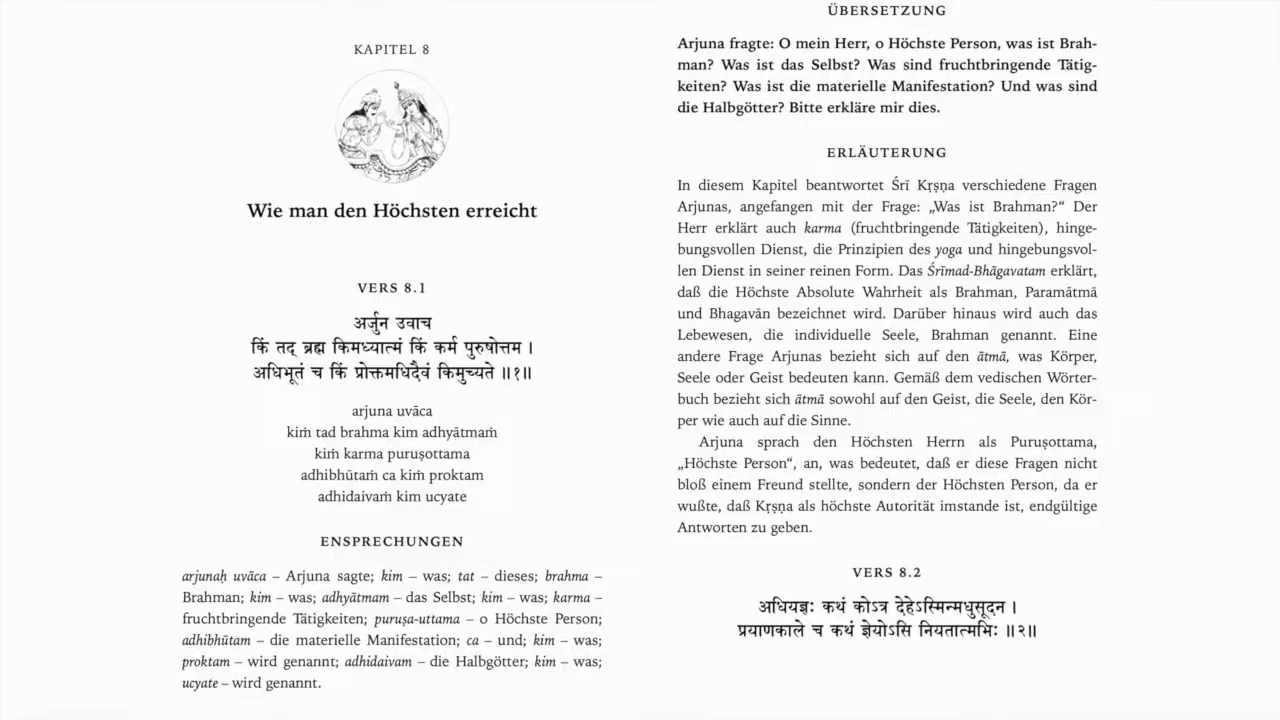 KAPITEL 8
Wie man den Höchsten erreicht
VERS 8.1
अर्जुन उवाच
किं तद् ब्रह्म किमध्यात्मं किं कर्म पुरुषोत्तम ।
अधिभूतं च किं प्रोक्तमधिदैवं किमुच्यते ॥१॥
arjuna uvāca
kiṁ tad brahma kim adhyātmaṁ
kiṁ karma puruṣottama
adhibhūtaṁ ca kiṁ proktam
adhidaivaṁ kim ucyate
ENSPRECHUNGEN
arjunaḥ uvāca – Arjuna sagte; kim – was; tat – dieses; brahma –
Brahman; kim – was; adhyātmam – das Selbst; kim – was; karma –
fruchtbringende Tätigkeiten; puruṣa-uttama – o Höchste Person;
adhibhūtam – die materielle Manifestation; ca – und; kim – was;
proktam – wird genannt; adhidaivam – die Halbgötter; kim – was;
ucyate – wird genannt.
ÜBERSETZUNG
Arjuna fragte: O mein Herr, o Höchste Person, was ist Brah-
man? Was ist das Selbst? Was sind fruchtbringende Tätig-
keiten? Was ist die materielle Manifestation? Und was sind
die Halbgötter? Bitte erkläre mir dies.
ERLÄUTERUNG
In diesem Kapitel beantwortet Śrī Kṛṣṇa verschiedene Fragen
Arjunas, angefangen mit der Frage: „Was ist Brahman?“ Der
Herr erklärt auch karma (fruchtbringende Tätigkeiten), hinge-
bungsvollen Dienst, die Prinzipien des yoga und hingebungsvol-
len Dienst in seiner reinen Form. Das Śrīmad-Bhāgavatam erklärt,
daß die Höchste Absolute Wahrheit als Brahman, Paramātmā
und Bhagavān bezeichnet wird. Darüber hinaus wird auch das
Lebewesen, die individuelle Seele, Brahman genannt. Eine
andere Frage Arjunas bezieht sich auf den ātmā, was Körper,
Seele oder Geist bedeuten kann. Gemäß dem vedischen Wörter-
buch bezieht sich ātmā sowohl auf den Geist, die Seele, den Kör-
per wie auch auf die Sinne.
Arjuna sprach den Höchsten Herrn als Puruṣottama,
„Höchste Person“, an, was bedeutet, daß er diese Fragen nicht
bloß einem Freund stellte, sondern der Höchsten Person, da er
wußte, daß Kṛṣṇa als höchste Autorität imstande ist, endgültige
Antworten zu geben.
VERS 8.2
अधियज्ञः कथं कोऽत्र देहेऽस्मिन्मधुसूदन ।
प्रयाणकाले च कथं ज्ञेयोऽसि नियतात्मभिः ॥२॥